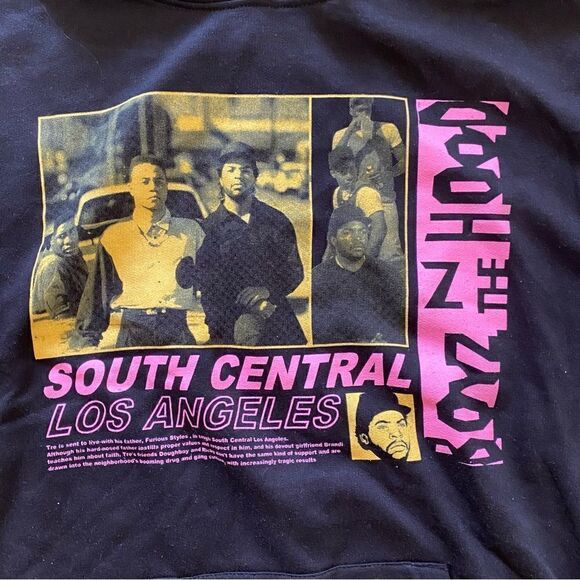 SOUTH CENTRAL
LOS ANGELES
Tre is sent to live with his father, Furious Styles, in tough South Central Los Angeles.
Although his hard-nosed father instills proper values and respect in him, and his devout girlfriend Brandi
teaches him about faith, Tre's friends Doughboy and Ricky don't have the same kind of support and are
drawn into the neighborhood's booming drug and gang culture, with increasingly tragic results
BOYZ N THE HOOD